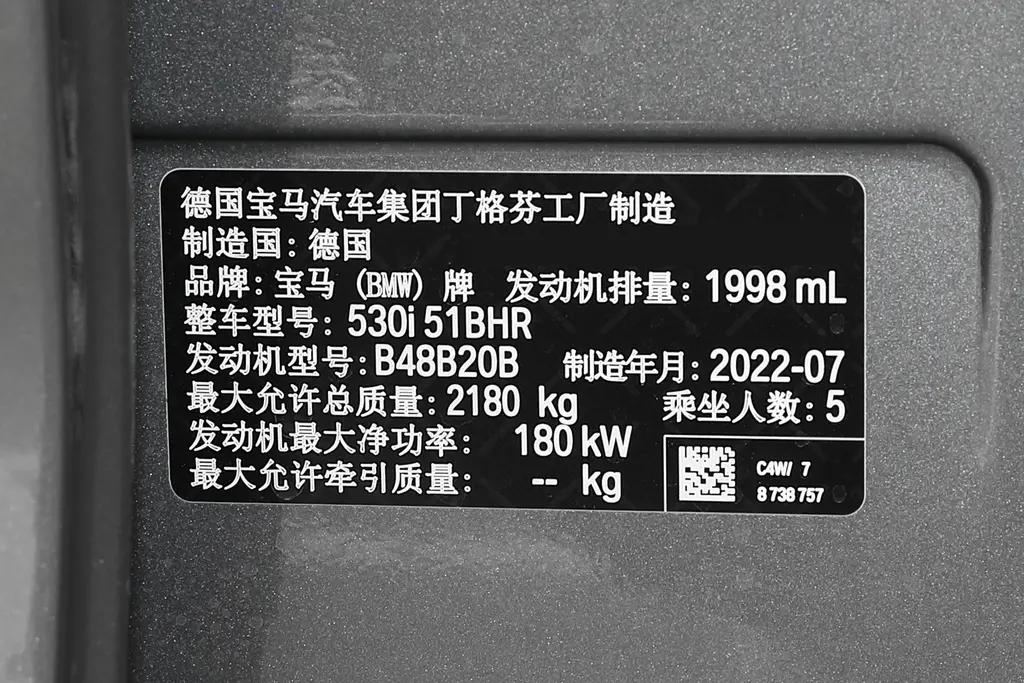 德国宝马汽车集团丁格芬工厂制造
制造国：德国
品牌：宝马（BMW）牌 发动机排量：1998 mL
整车型号：530i 51BHR
发动机型号：B48B20B 制造年月：2022-07
最大允许总质量：2180 kg 乘坐人数：5
发动机最大净功率： 180 kW
最大允许牵引质量： -- kg
C4W/ 7
8 738 757